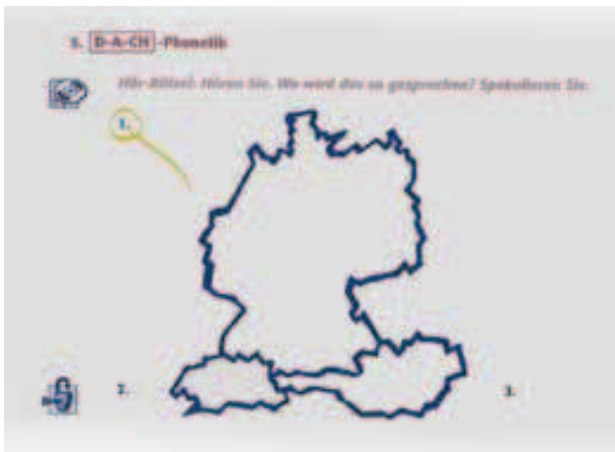 5. D-A-CH-Phonetik
Hör-Rätsel: Hören Sie. Wo wird das so gesprochen? Spekulieren Sie.
1.
2.
3.